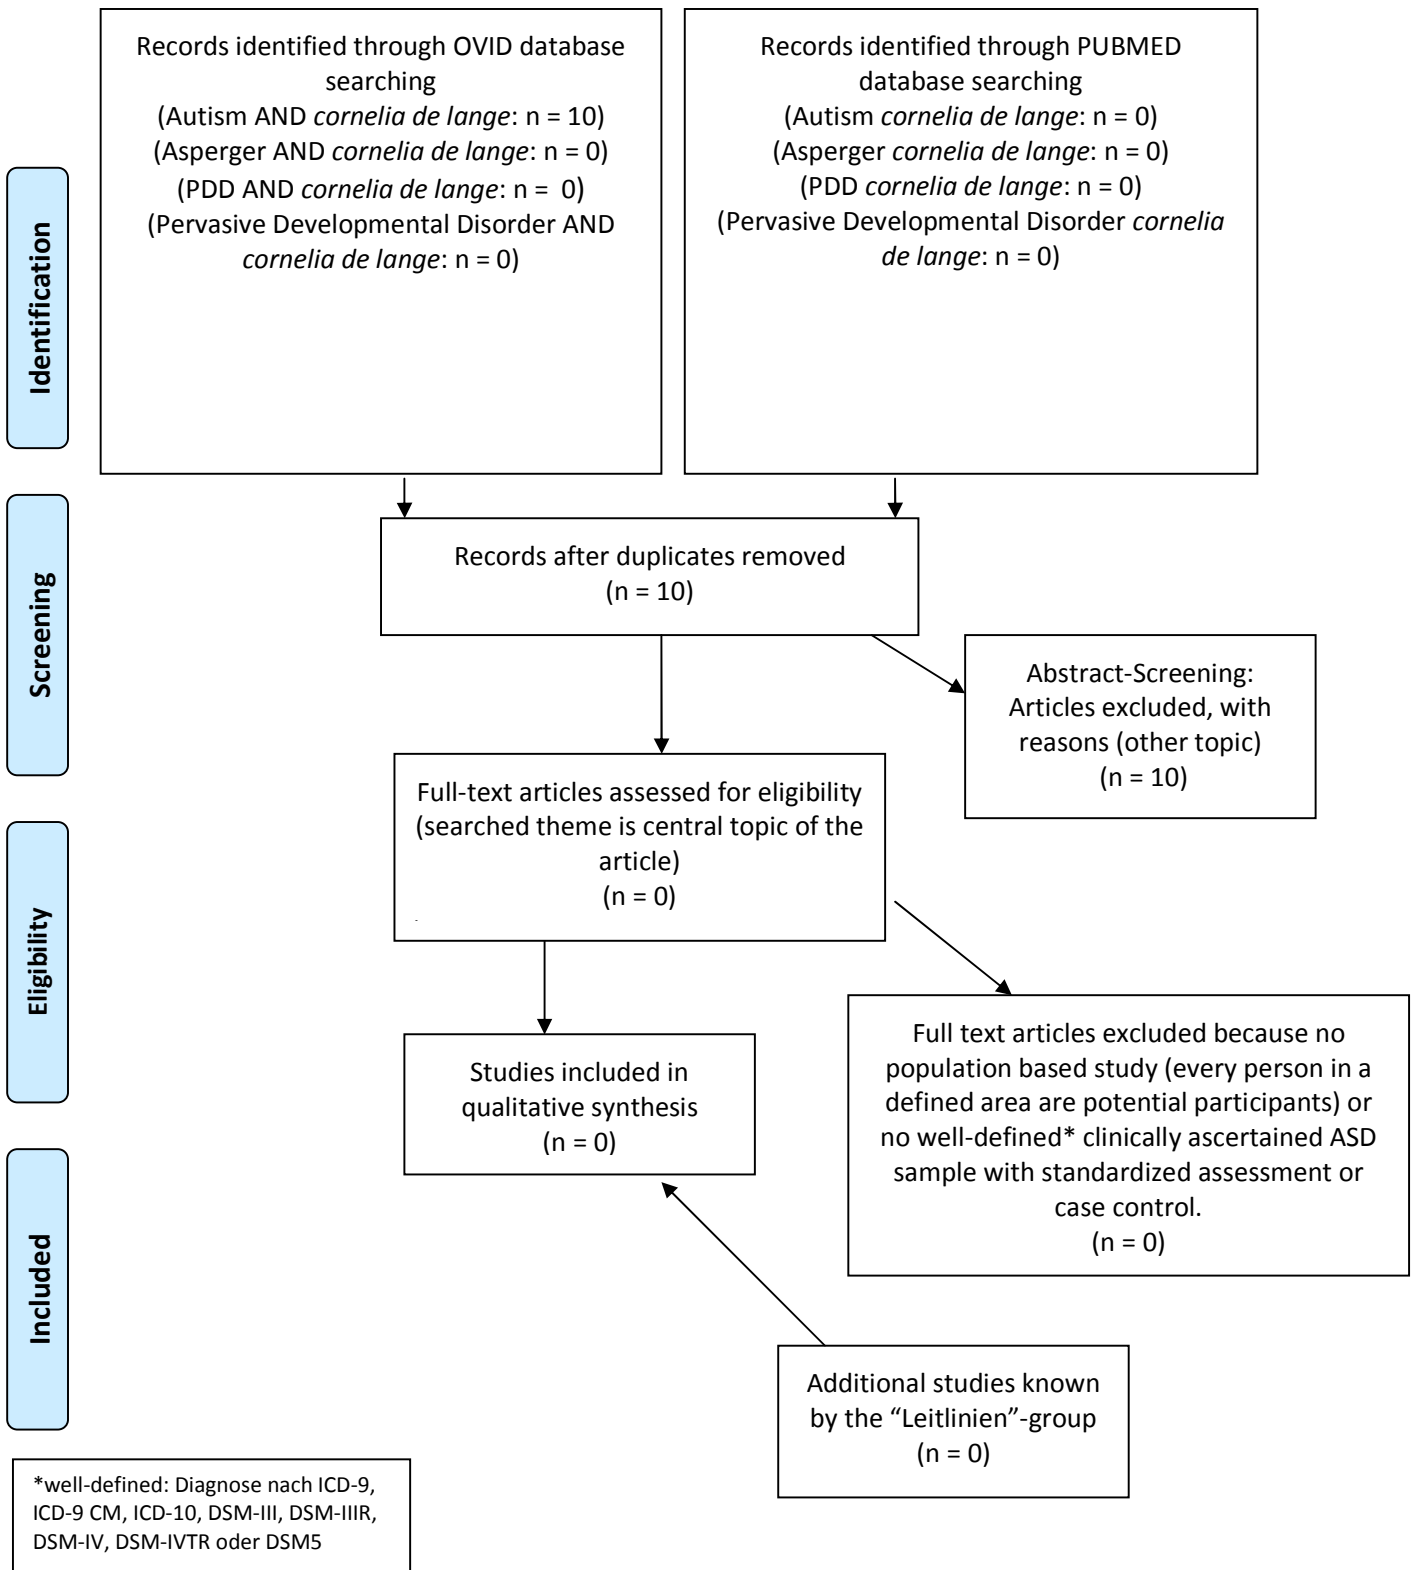 Records identified through OVID database
searching
(Autism AND cornelia de lange: n = 10)
(Asperger AND cornelia de lange: n = 0)
(PDD AND cornelia de lange: n =  0)
(Pervasive Developmental Disorder AND
cornelia de lange: n = 0)
Records identified through PUBMED
database searching
(Autism cornelia de lange: n = 0)
(Asperger cornelia de lange: n = 0)
(PDD cornelia de lange: n = 0)
(Pervasive Developmental Disorder cornelia
de lange: n = 0)
Identification
Records after duplicates removed
(n = 10)
Screening
Abstract-Screening:
Articles excluded, with
reasons (other topic)
(n = 10)
Full-text articles assessed for eligibility
(searched theme is central topic of the
article)
(n = 0)
Eligibility
Full text articles excluded because no
population based study (every person in a
defined area are potential participants) or
no well-defined* clinically ascertained ASD
sample with standardized assessment or
case control.
(n = 0)
Studies included in
qualitative synthesis
(n = 0)
Included
Additional studies known
by the “Leitlinien”-group
(n = 0)
*well-defined: Diagnose nach ICD-9,
ICD-9 CM, ICD-10, DSM-III, DSM-IIIR,
DSM-IV, DSM-IVTR oder DSM5